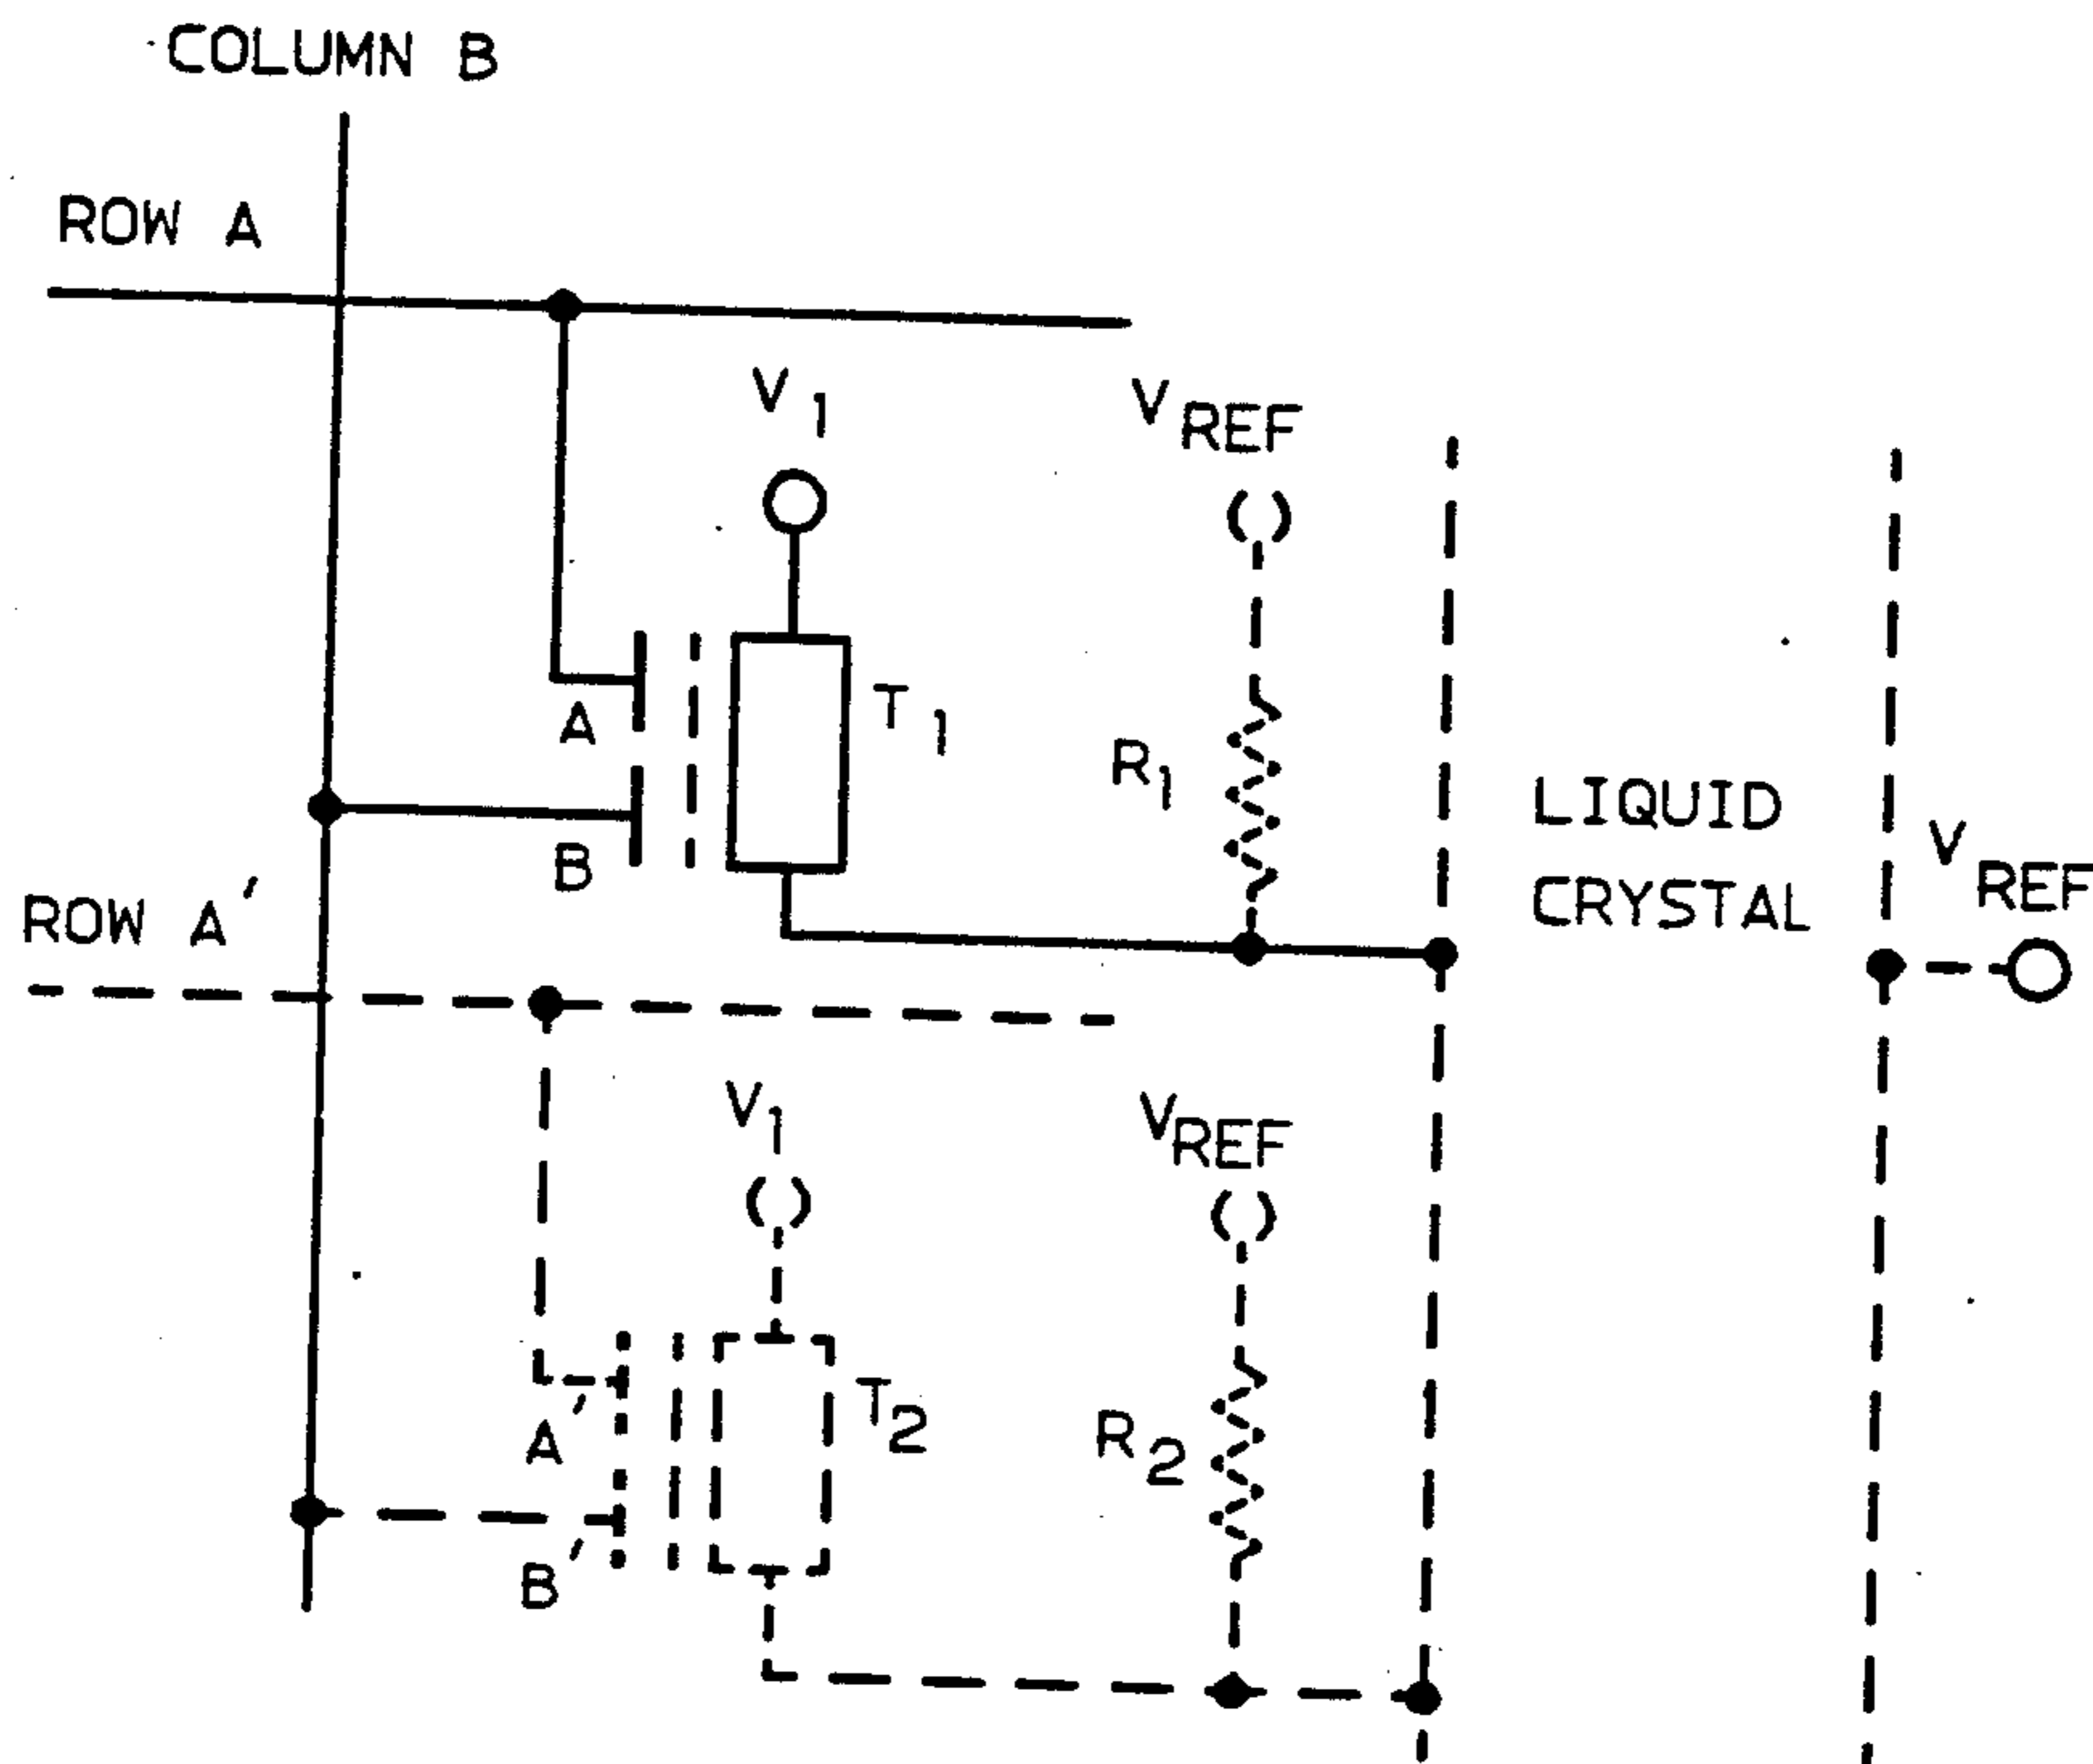 COLUMN B
ROW A
V1
VREF
T1
A
R1
B
LIQUID
CRYSTAL
VREF
ROW A′
V1
VREF
T2
A′
R2
B′